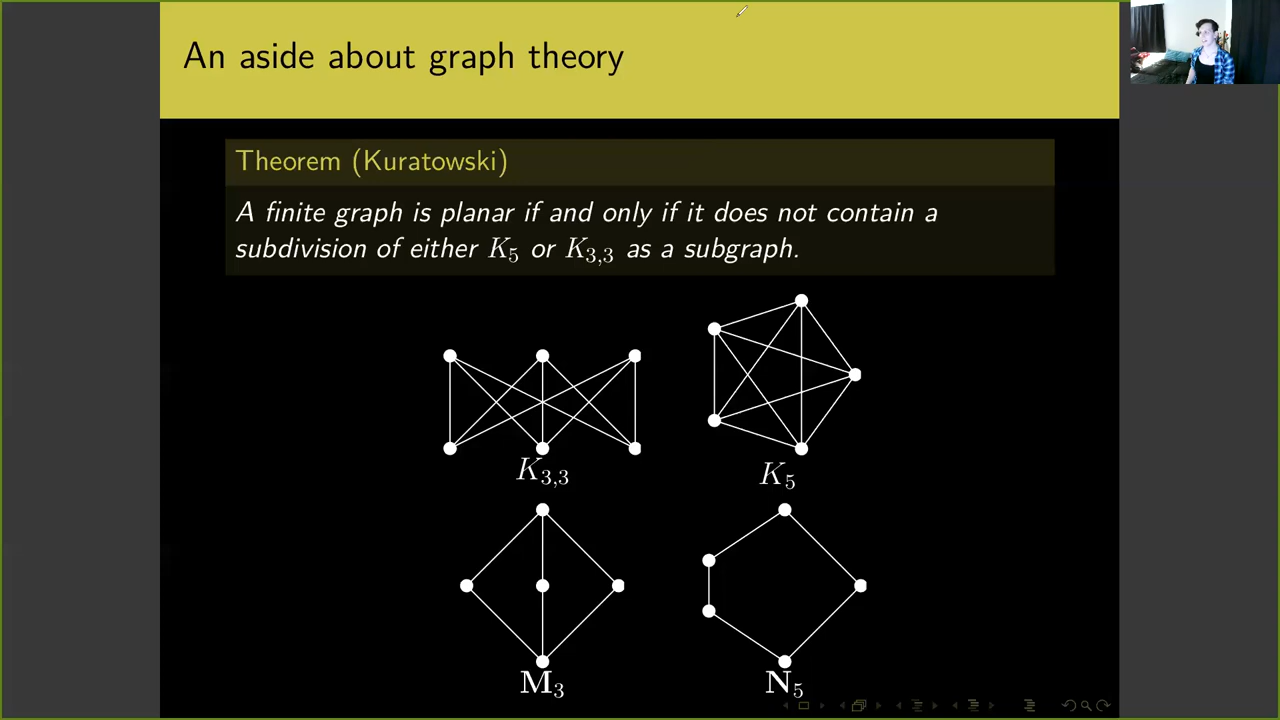 An aside about graph theory
Theorem (Kuratowski)
A finite graph is planar if and only if it does not contain a
subdivision of either K₅ or K₃,₃ as a subgraph.
K₃,₃
K₅
M₃
N₅